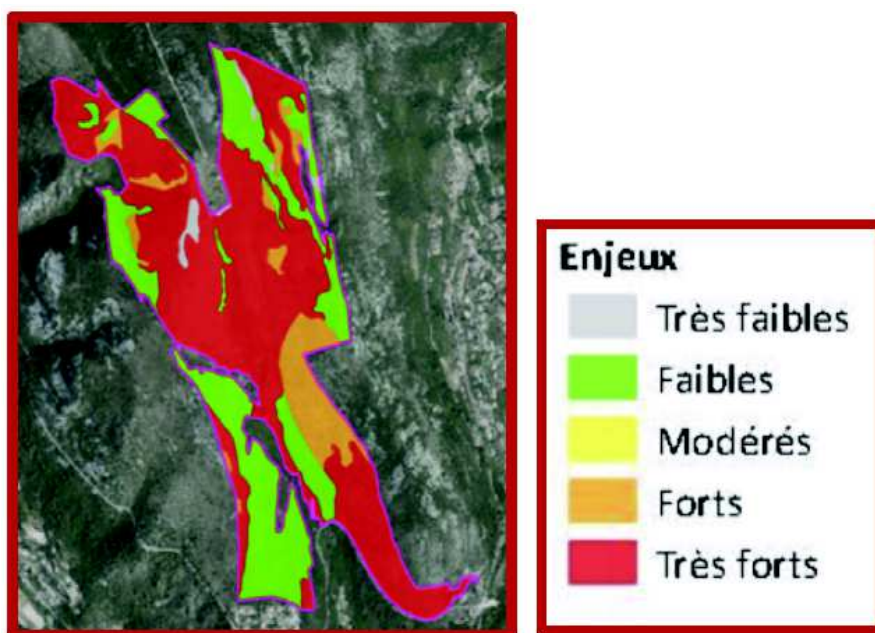 Enjeux
Très faibles
Faibles
Modérés
Forts
Très forts